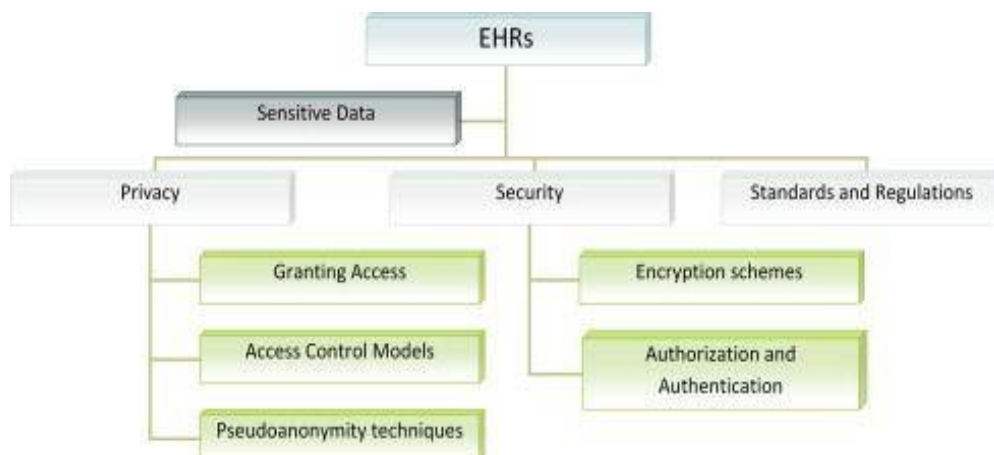 EHRs
Sensitive Data
Privacy
Security
Standards and Regulations
Granting Access
Encryption schemes
Access Control Models
Authorization and
Authentication
Pseudoanonymity techniques